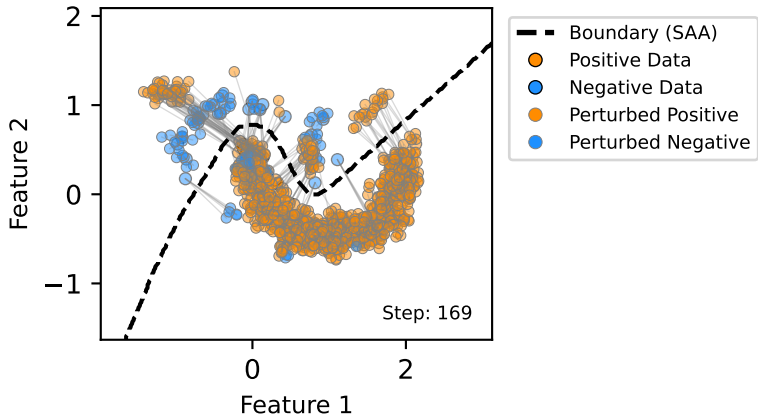 2
1
0
−1
Feature 2
0
2
Feature 1
Step: 169
Boundary (SAA)
Positive Data
Negative Data
Perturbed Positive
Perturbed Negative